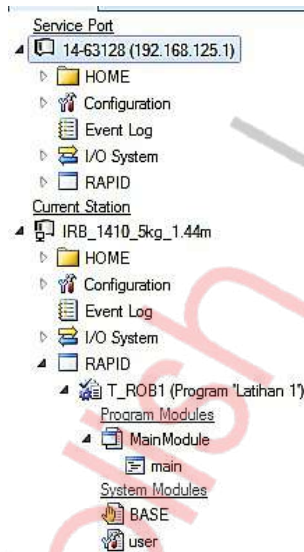 Service Port
14-63128 (192.168.125.1)
HOME
Configuration
Event Log
I/O System
RAPID
Current Station
IRB_1410_5kg_1.44m
HOME
Configuration
Event Log
I/O System
RAPID
T_ROB1 (Program 'Latihan 1')
Program Modules
MainModule
main
System Modules
BASE
user